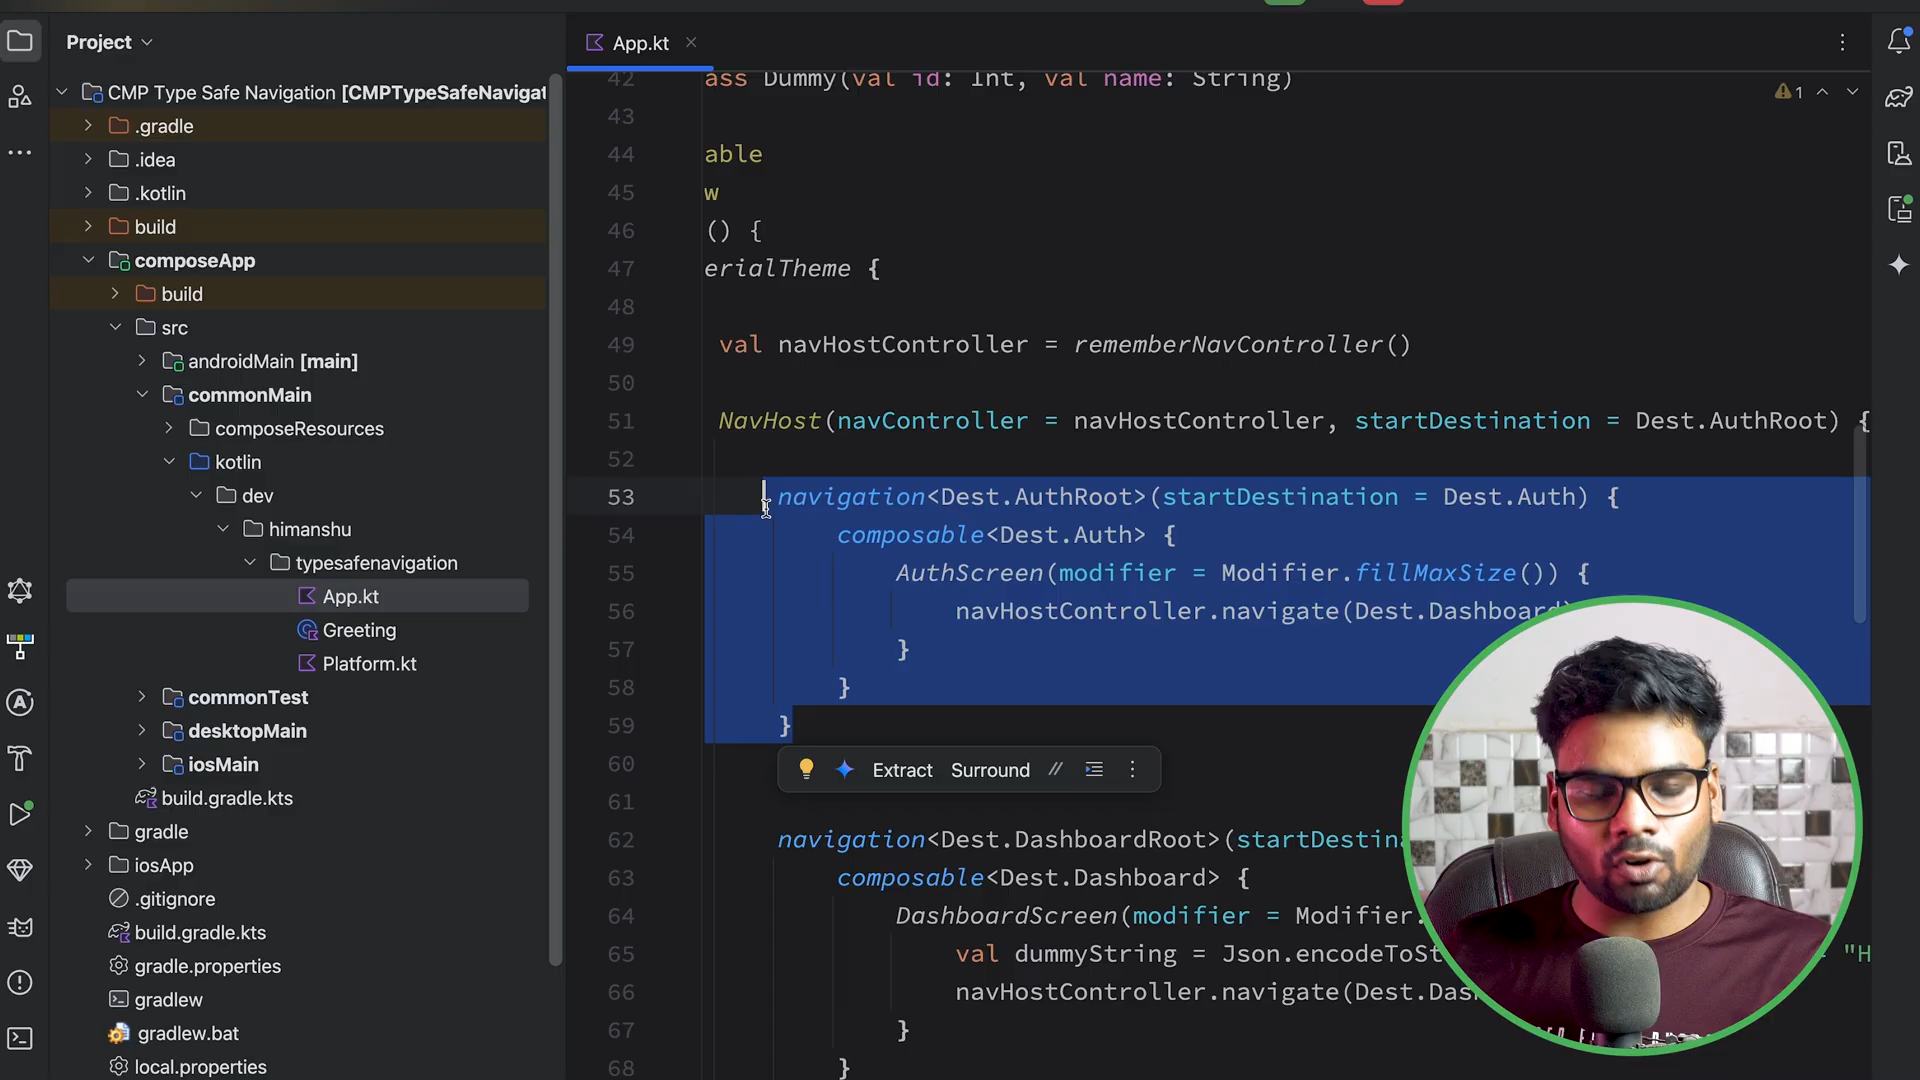 Project
CMP Type Safe Navigation [CMPTypeSafeNavigat
.gradle
.idea
.kotlin
build
composeApp
build
src
androidMain [main]
commonMain
composeResources
kotlin
dev
himanshu
typesafenavigation
App.kt
Greeting
Platform.kt
commonTest
desktopMain
iosMain
build.gradle.kts
gradle
iosApp
.gitignore
build.gradle.kts
gradle.properties
gradlew
gradlew.bat
local.properties
App.kt
1
42 ass Dummy(val id: Int, val name: String)
43
44 able
45 w
46 () {
47 erialTheme {
48
49 val navHostController = rememberNavController()
50
51 NavHost(navController = navHostController, startDestination = Dest.AuthRoot) {
52
53 navigation<Dest.AuthRoot>(startDestination = Dest.Auth) {
54 composable<Dest.Auth> {
55 AuthScreen(modifier = Modifier.fillMaxSize()) {
56 navHostController.navigate(Dest.Dashboard)
57 }
58 }
59 }
60 Extract Surround //
61
62 navigation<Dest.DashboardRoot>(startDestina
63 composable<Dest.Dashboard> {
64 DashboardScreen(modifier = Modifier.
65 val dummyString = Json.encodeToSt "H
66 navHostController.navigate(Dest.Das
67 }
68 }